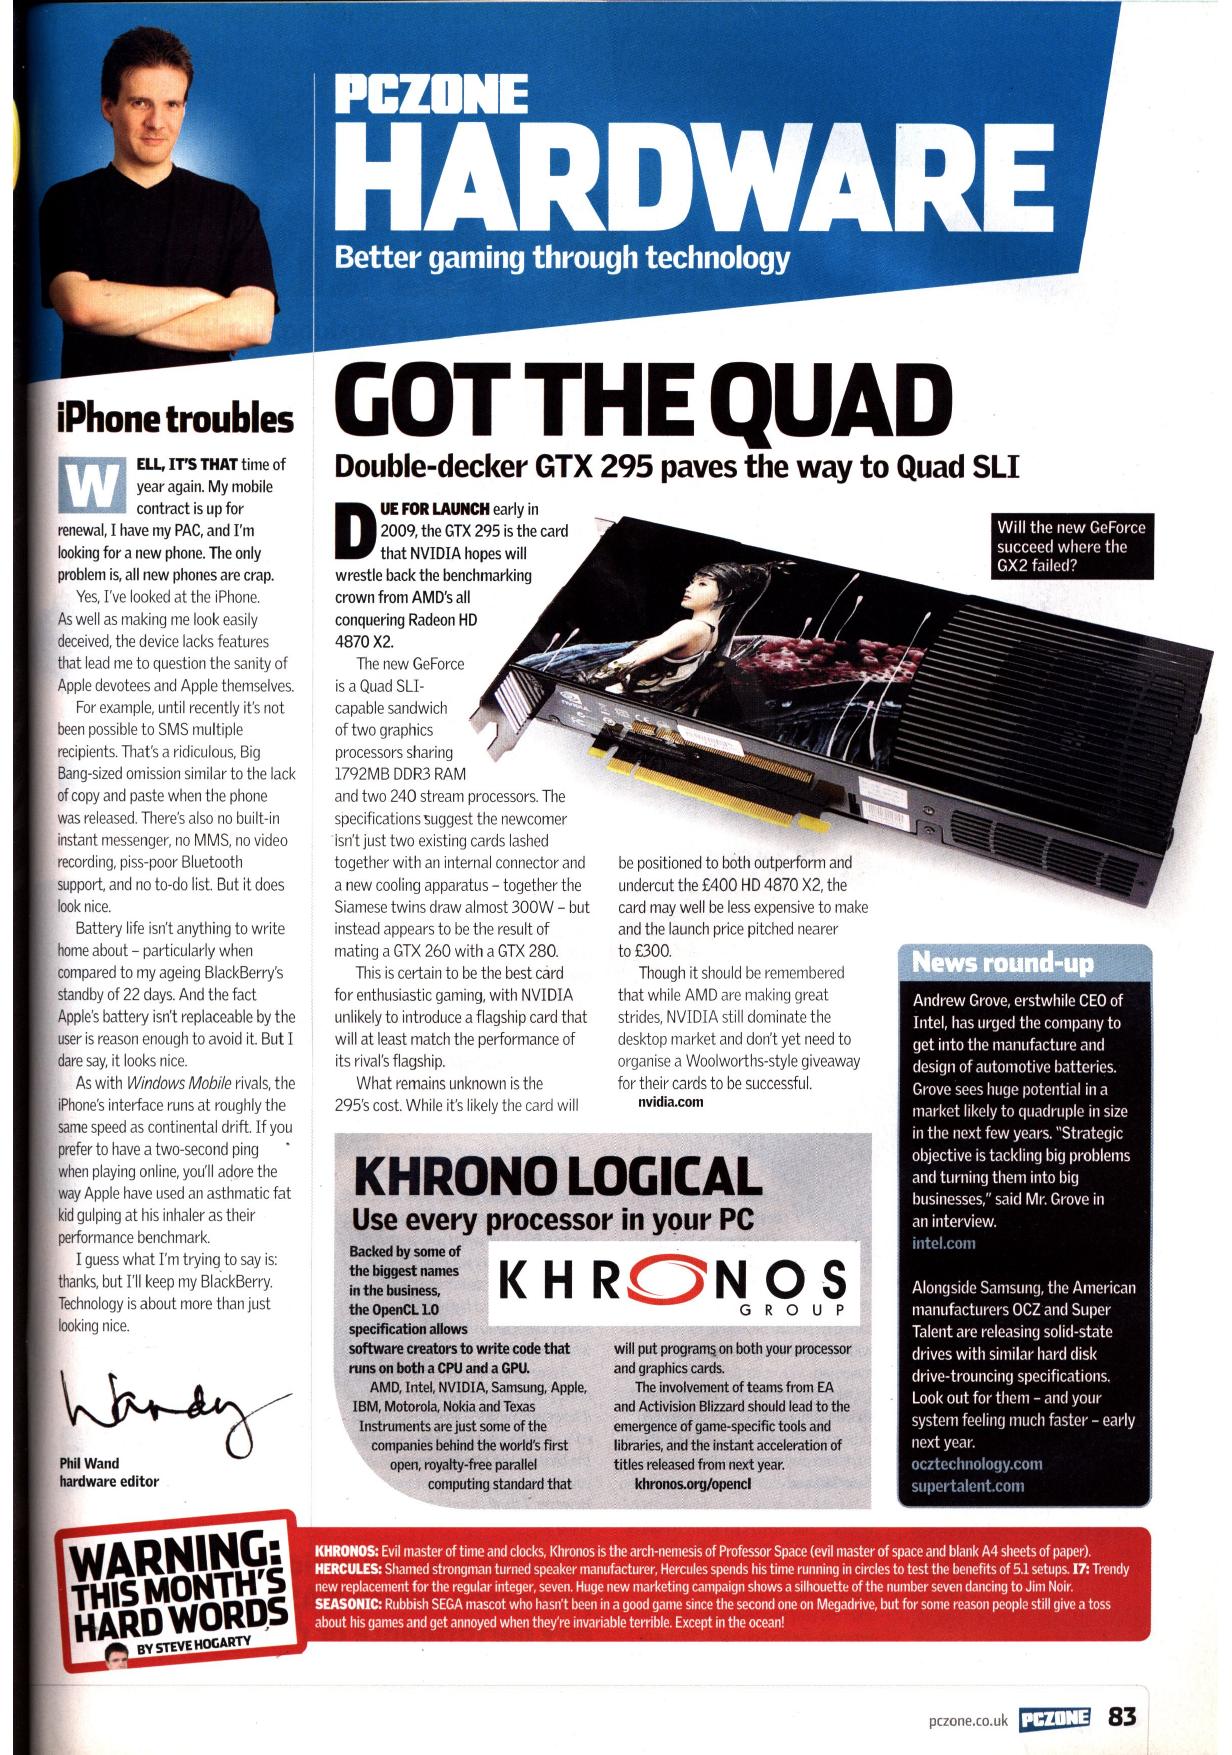 PCZONE
HARDWARE
Better gaming through technology
iPhone troubles
WELL, IT'S THAT time of
year again. My mobile
contract is up for
renewal, I have my PAC, and I'm
looking for a new phone. The only
problem is, all new phones are crap.
Yes, I've looked at the iPhone.
As well as making me look easily
deceived, the device lacks features
that lead me to question the sanity of
Apple devotees and Apple themselves.
For example, until recently it's not
been possible to SMS multiple
recipients. That's a ridiculous, Big
Bang-sized omission similar to the lack
of copy and paste when the phone
was released. There's also no built-in
instant messenger, no MMS, no video
recording, piss-poor Bluetooth
support, and no to-do list. But it does
look nice.
Battery life isn't anything to write
home about – particularly when
compared to my ageing BlackBerry's
standby of 22 days. And the fact
Apple's battery isn't replaceable by the
user is reason enough to avoid it. But I
dare say, it looks nice.
As with Windows Mobile rivals, the
iPhone's interface runs at roughly the
same speed as continental drift. If you
prefer to have a two-second ping
when playing online, you'll adore the
way Apple have used an asthmatic fat
kid gulping at his inhaler as their
performance benchmark.
I guess what I'm trying to say is:
thanks, but I'll keep my BlackBerry.
Technology is about more than just
looking nice.
Wandy
Phil Wand
hardware editor
GOT THE QUAD
Double-decker GTX 295 paves the way to Quad SLI
DUE FOR LAUNCH early in
2009, the GTX 295 is the card
that NVIDIA hopes will
wrestle back the benchmarking
crown from AMD's all
conquering Radeon HD
4870 X2.
The new GeForce
is a Quad SLI-
capable sandwich
of two graphics
processors sharing
1792MB DDR3 RAM
and two 240 stream processors. The
specifications suggest the newcomer
isn't just two existing cards lashed
together with an internal connector and
a new cooling apparatus – together the
Siamese twins draw almost 300W – but
instead appears to be the result of
mating a GTX 260 with a GTX 280.
This is certain to be the best card
for enthusiastic gaming, with NVIDIA
unlikely to introduce a flagship card that
will at least match the performance of
its rival's flagship.
What remains unknown is the
295's cost. While it's likely the card will
be positioned to both outperform and
undercut the £400 HD 4870 X2, the
card may well be less expensive to make
and the launch price pitched nearer
to £300.
Though it should be remembered
that while AMD are making great
strides, NVIDIA still dominate the
desktop market and don't yet need to
organise a Woolworths-style giveaway
for their cards to be successful.
nvidia.com
Will the new GeForce
succeed where the
GX2 failed?
KHRONO LOGICAL
Use every processor in your PC
KHRONOS
GROUP
Backed by some of
the biggest names
in the business,
the OpenCL 1.0
specification allows
software creators to write code that
runs on both a CPU and a GPU.
AMD, Intel, NVIDIA, Samsung, Apple,
IBM, Motorola, Nokia and Texas
Instruments are just some of the
companies behind the world's first
open, royalty-free parallel
computing standard that
will put programs on both your processor
and graphics cards.
The involvement of teams from EA
and Activision Blizzard should lead to the
emergence of game-specific tools and
libraries, and the instant acceleration of
titles released from next year.
khronos.org/opencl
News round-up
Andrew Grove, erstwhile CEO of
Intel, has urged the company to
get into the manufacture and
design of automotive batteries.
Grove sees huge potential in a
market likely to quadruple in size
in the next few years. "Strategic
objective is tackling big problems
and turning them into big
businesses," said Mr. Grove in
an interview.
intel.com
Alongside Samsung, the American
manufacturers OCZ and Super
Talent are releasing solid-state
drives with similar hard disk
drive-trouncing specifications.
Look out for them – and your
system feeling much faster – early
next year.
ocztechnology.com
supertalent.com
WARNING:
THIS MONTH'S
HARD WORDS
BY STEVE HOGARTY
KHRONOS: Evil master of time and clocks, Khronos is the arch-nemesis of Professor Space (evil master of space and blank A4 sheets of paper).
HERCULES: Shamed strongman turned speaker manufacturer, Hercules spends his time running in circles to test the benefits of 5.1 setups. I7: Trendy
new replacement for the regular integer, seven. Huge new marketing campaign shows a silhouette of the number seven dancing to Jim Noir.
SEASONIC: Rubbish SEGA mascot who hasn't been in a good game since the second one on Megadrive, but for some reason people still give a toss
about his games and get annoyed when they're invariable terrible. Except in the ocean!
pczone.co.uk PCZONE 83